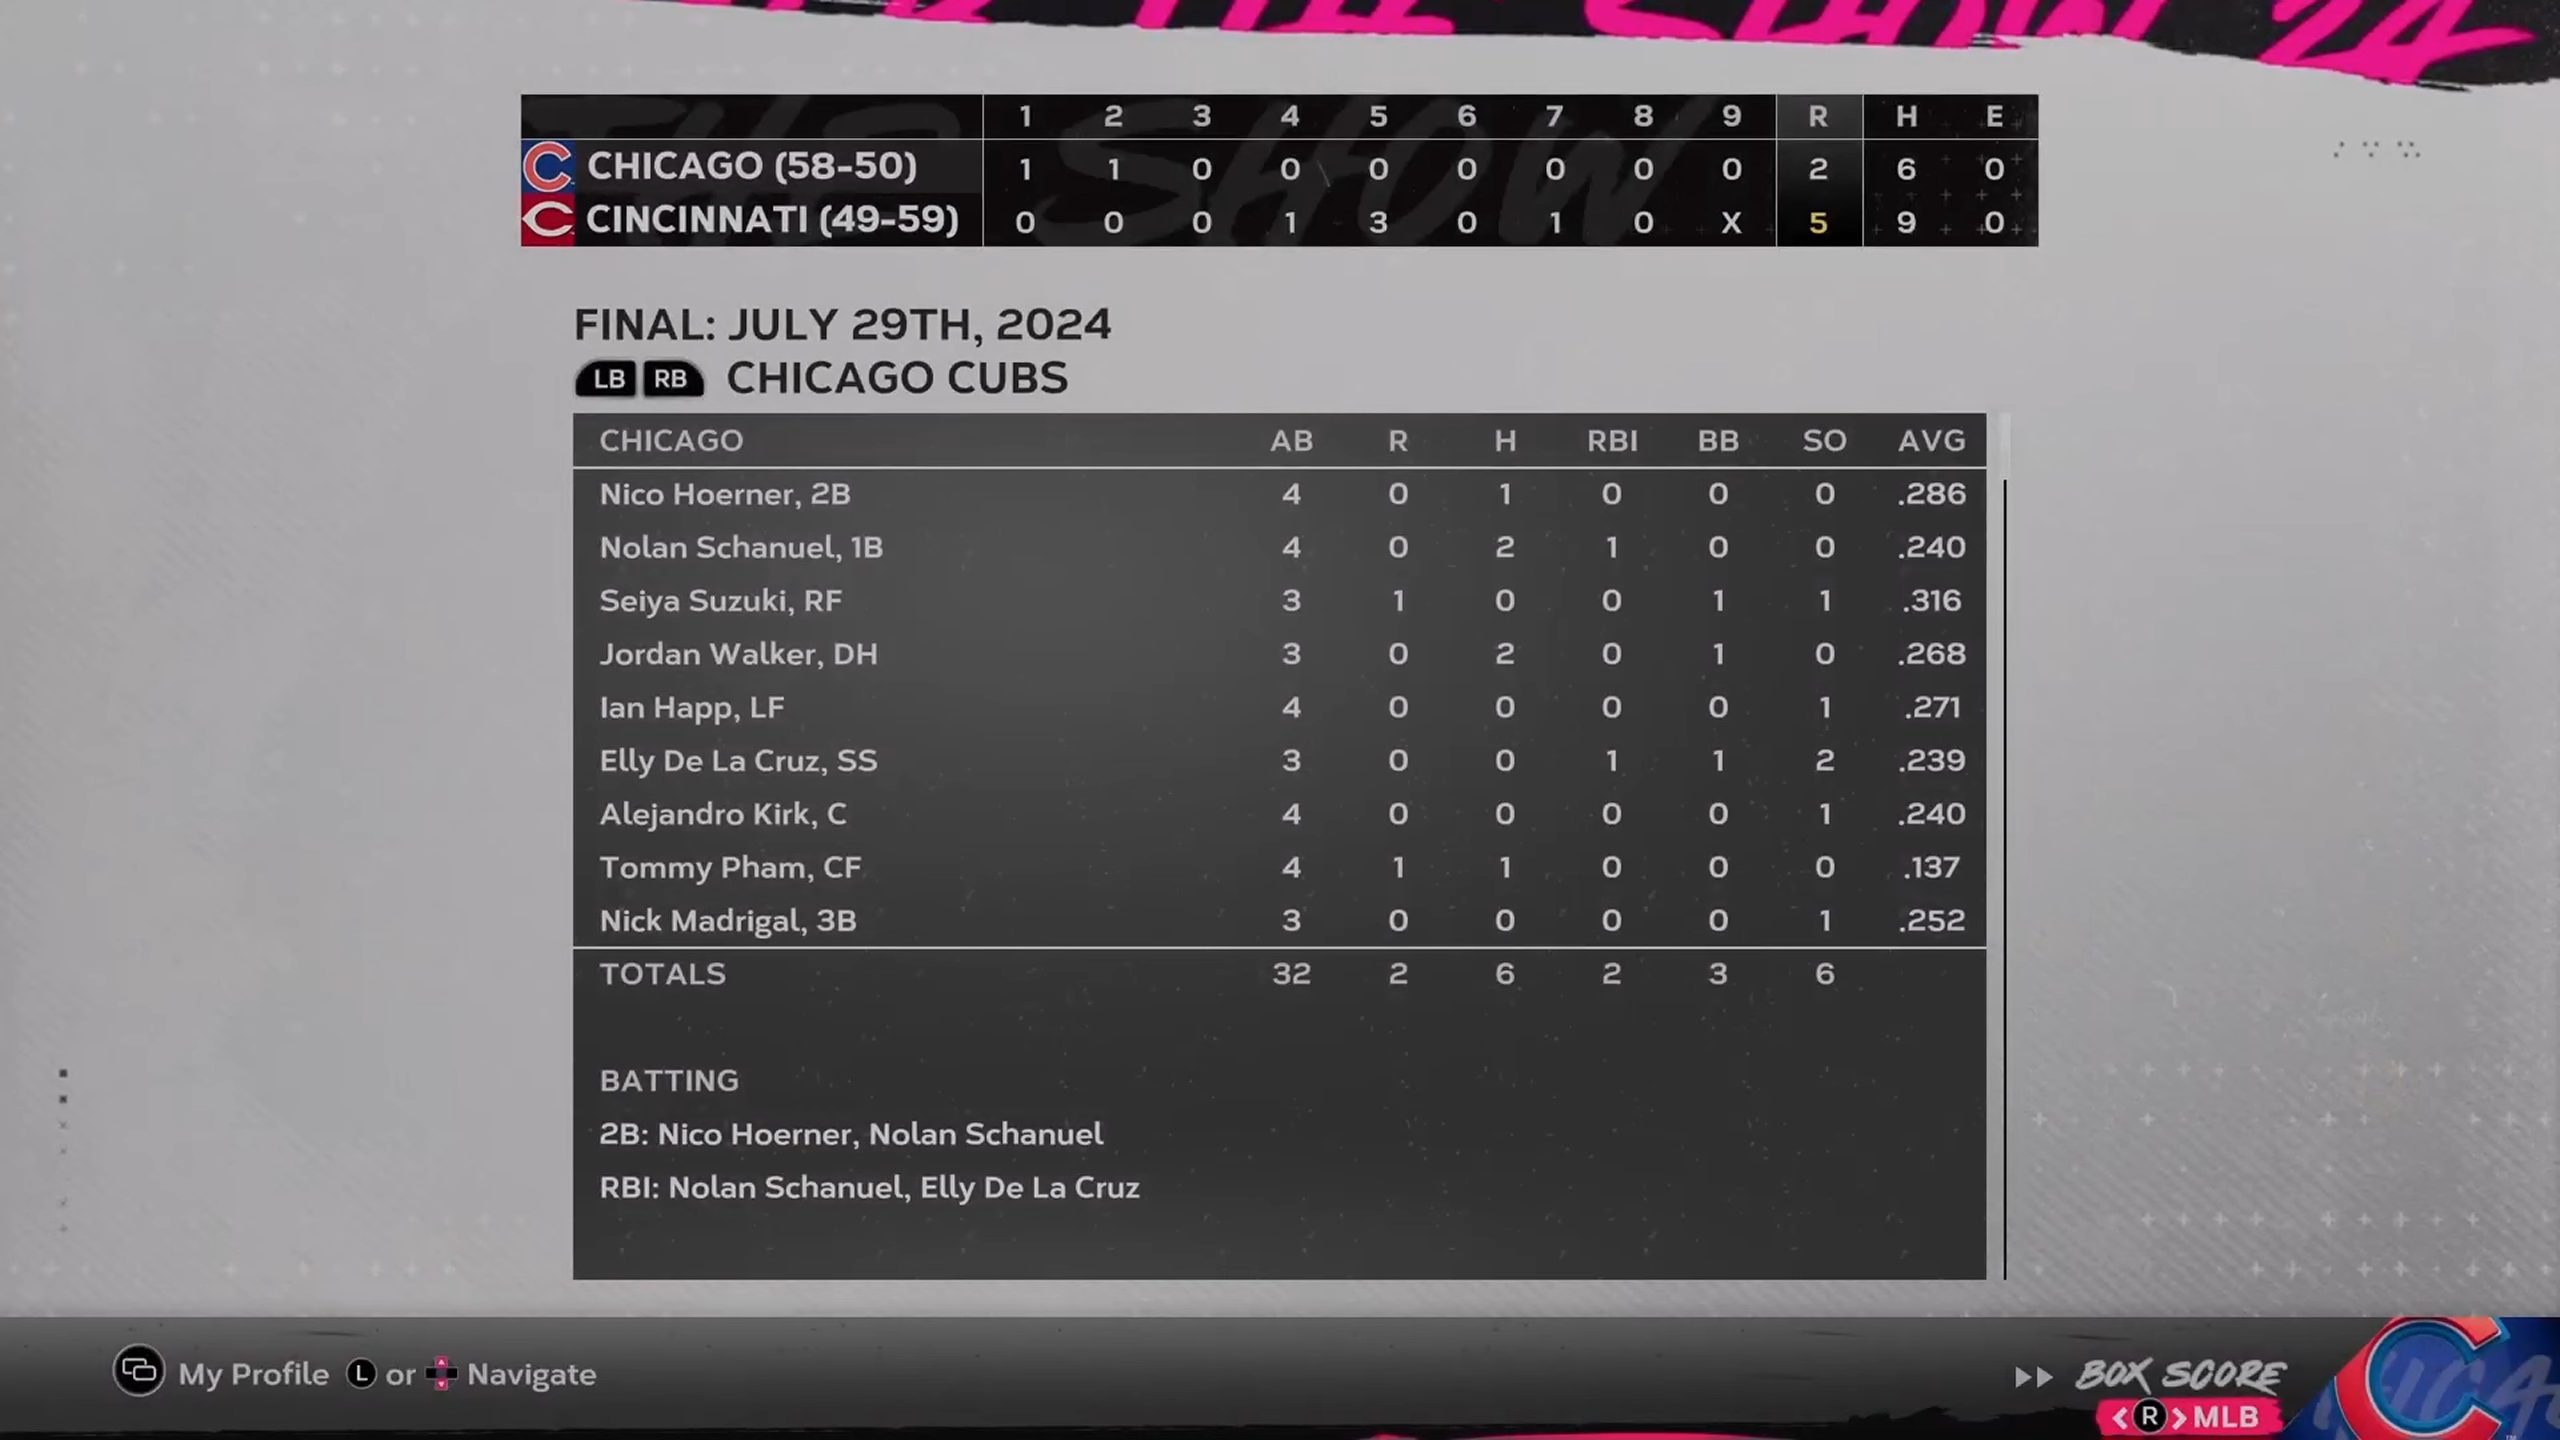 THE SHOW 24
1 2 3 4 5 6 7 8 9 R H E
CHICAGO (58-50) 1 1 0 0 0 0 0 0 0 2 6 0
CINCINNATI (49-59) 0 0 0 1 3 0 1 0 X 5 9 0
FINAL: JULY 29TH, 2024
LB RB CHICAGO CUBS
CHICAGO AB R H RBI BB SO AVG
Nico Hoerner, 2B 4 0 1 0 0 0 .286
Nolan Schanuel, 1B 4 0 2 1 0 0 .240
Seiya Suzuki, RF 3 1 0 0 1 1 .316
Jordan Walker, DH 3 0 2 0 1 0 .268
Ian Happ, LF 4 0 0 0 0 1 .271
Elly De La Cruz, SS 3 0 0 1 1 2 .239
Alejandro Kirk, C 4 0 0 0 0 1 .240
Tommy Pham, CF 4 1 1 0 0 0 .137
Nick Madrigal, 3B 3 0 0 0 0 1 .252
TOTALS 32 2 6 2 3 6
BATTING
2B: Nico Hoerner, Nolan Schanuel
RBI: Nolan Schanuel, Elly De La Cruz
My Profile L or Navigate
BOX SCORE
R MLB